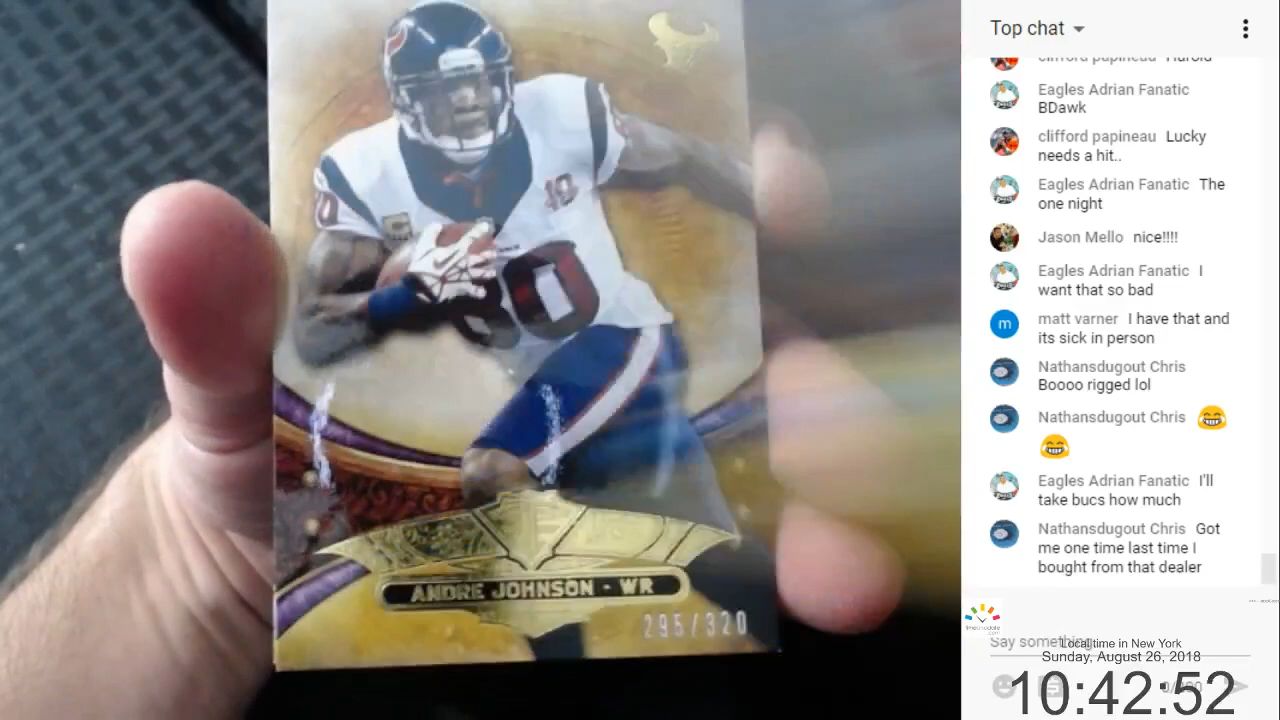 80
10
80
ANDRE JOHNSON - WR
295/320
Top chat
clifford papineau Harold
Eagles Adrian Fanatic
BDawk
clifford papineau Lucky
needs a hit..
Eagles Adrian Fanatic The
one night
Jason Mello nice!!!!
Eagles Adrian Fanatic I
want that so bad
m
matt varner I have that and
its sick in person
Nathansdugout Chris
Boooo rigged lol
Nathansdugout Chris 😂
😂
Eagles Adrian Fanatic I'll
take bucs how much
Nathansdugout Chris Got
me one time last time I
bought from that dealer
Say something...
Local time in New York
Sunday, August 26, 2018
10:42:52